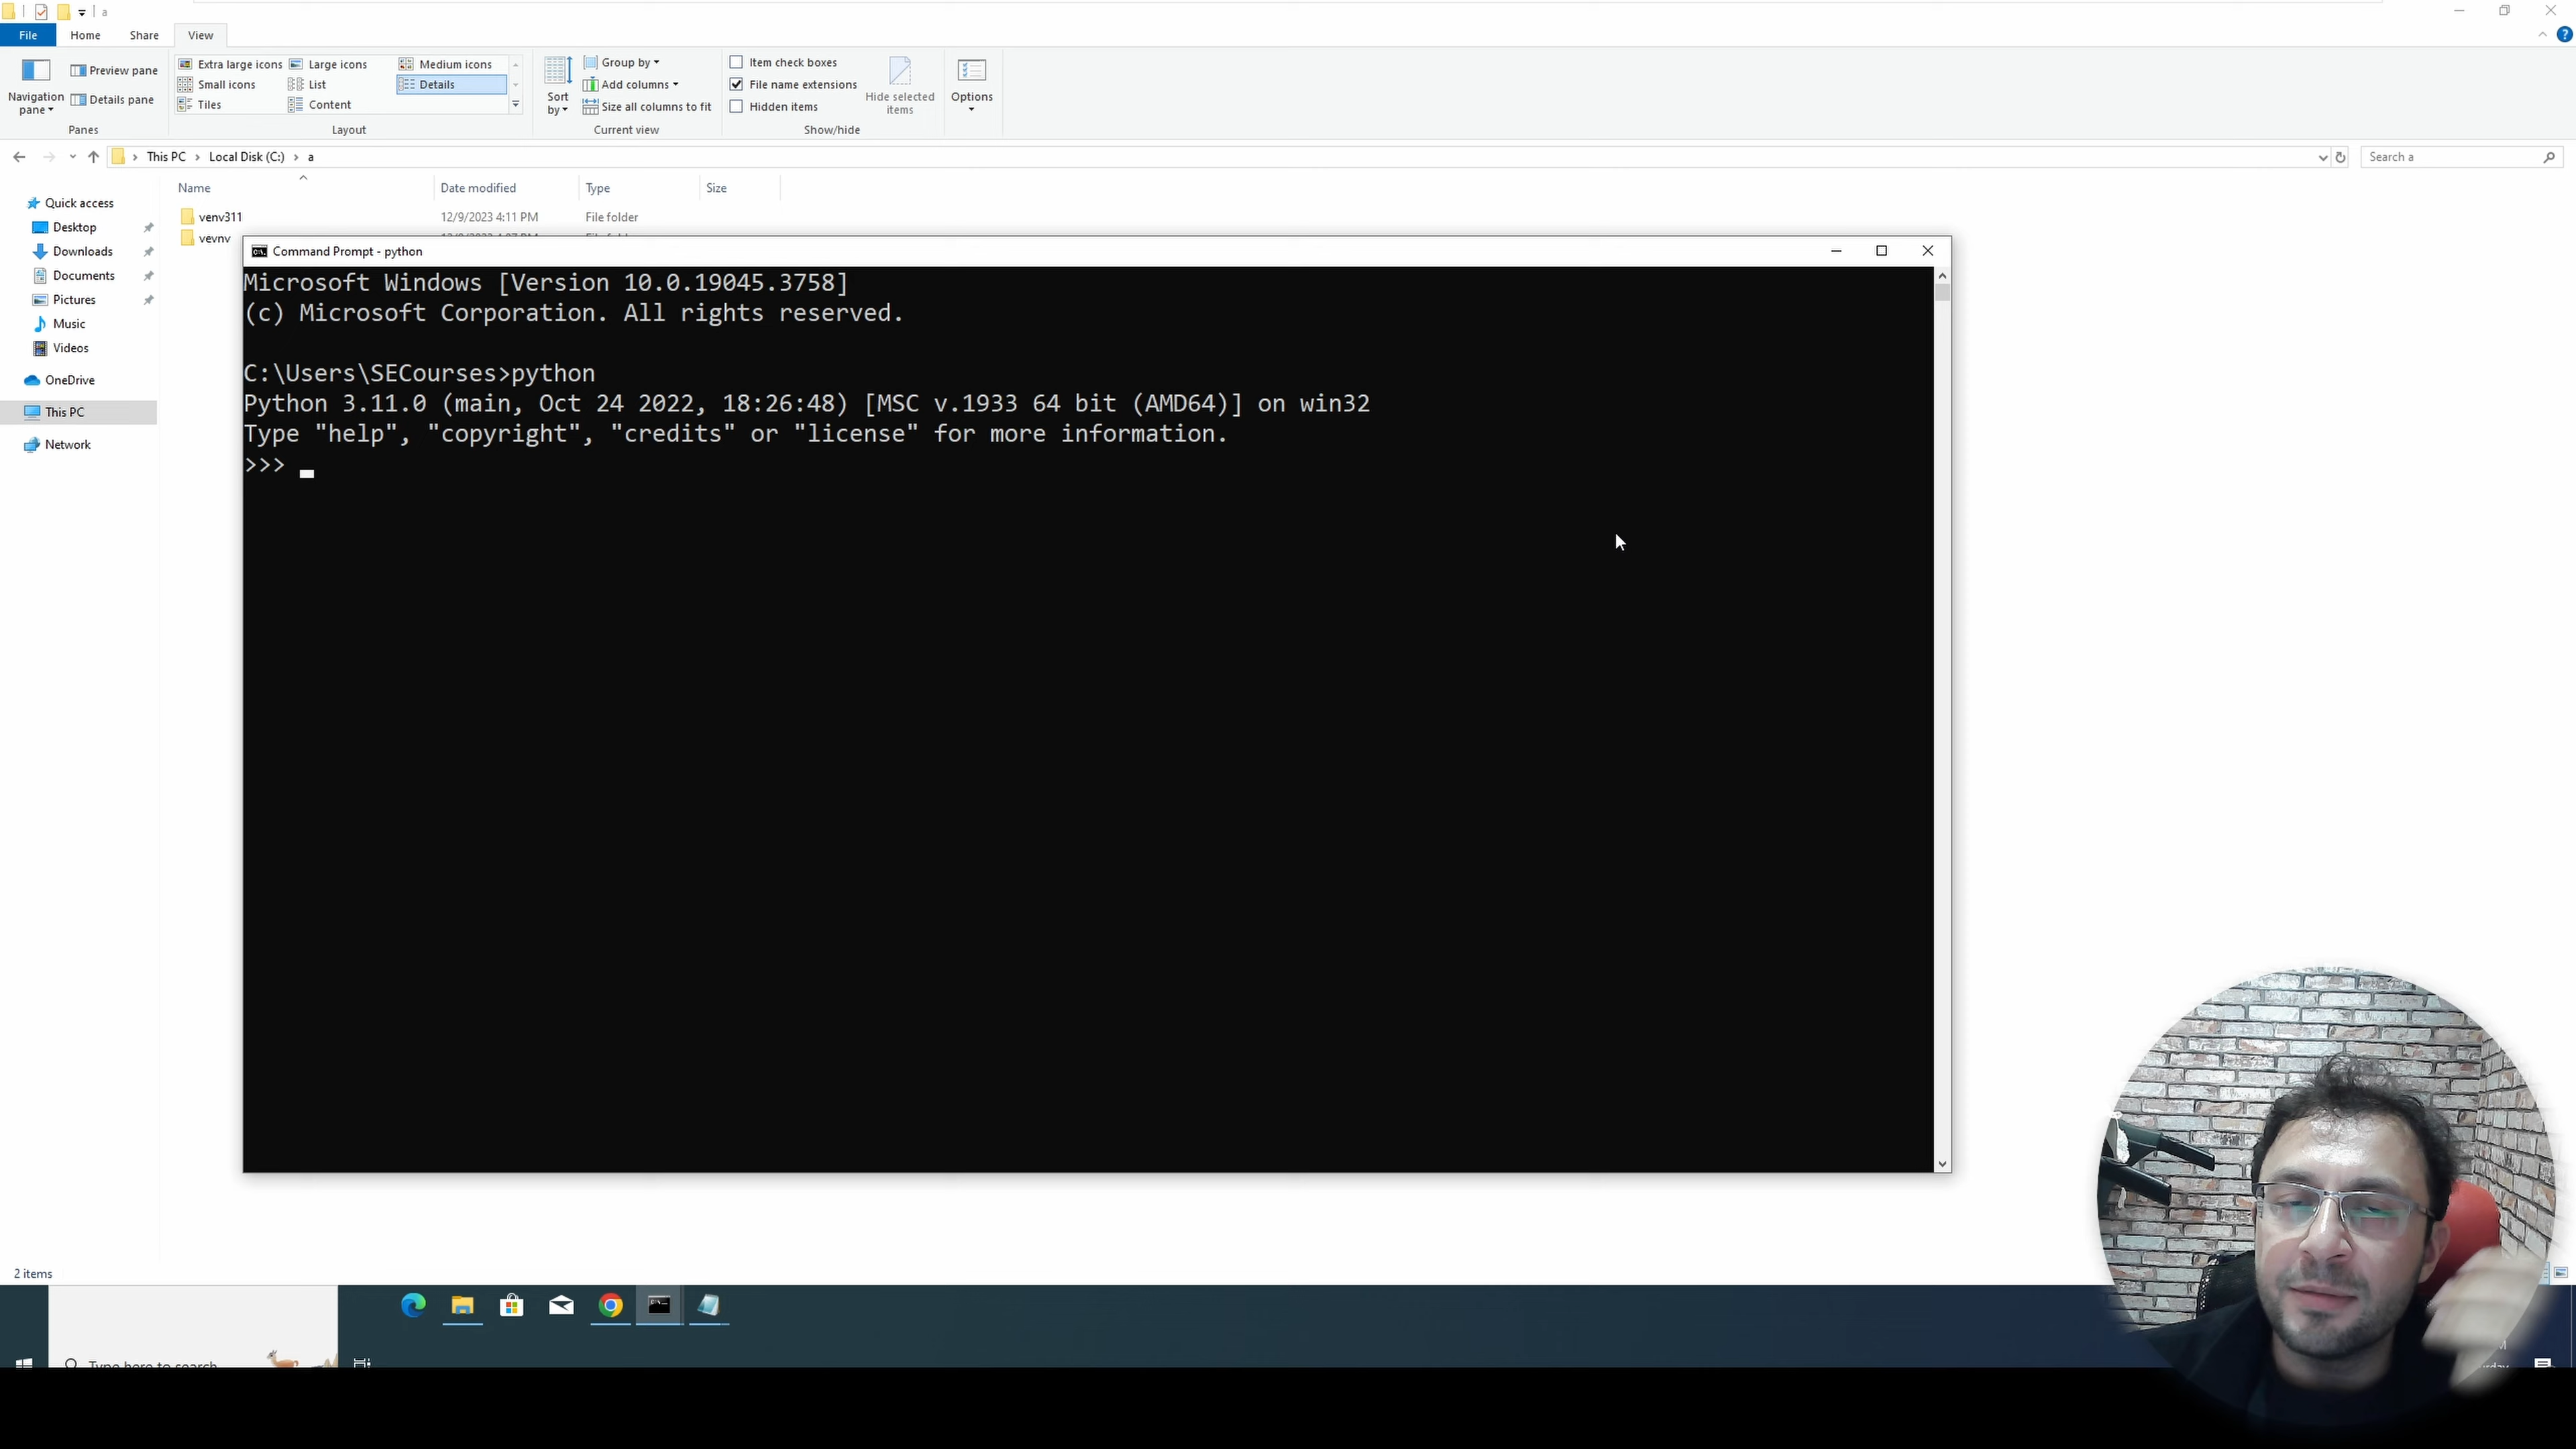 a
File Home Share View
Navigation pane
Preview pane
Details pane
Panes
Extra large icons Large icons Medium icons
Small icons List Details
Tiles Content
Layout
Sort by
Group by
Add columns
Size all columns to fit
Current view
Item check boxes
File name extensions
Hidden items
Hide selected items
Show/hide
Options
This PC Local Disk (C:) a
Search a
Name Date modified Type Size
Quick access
Desktop
Downloads
Documents
Pictures
Music
Videos
OneDrive
This PC
Network
venv311 12/9/2023 4:11 PM File folder
vevnv
Command Prompt - python
Microsoft Windows [Version 10.0.19045.3758]
(c) Microsoft Corporation. All rights reserved.
C:\Users\SECourses>python
Python 3.11.0 (main, Oct 24 2022, 18:26:48) [MSC v.1933 64 bit (AMD64)] on win32
Type "help", "copyright", "credits" or "license" for more information.
>>>
2 items
Type here to search